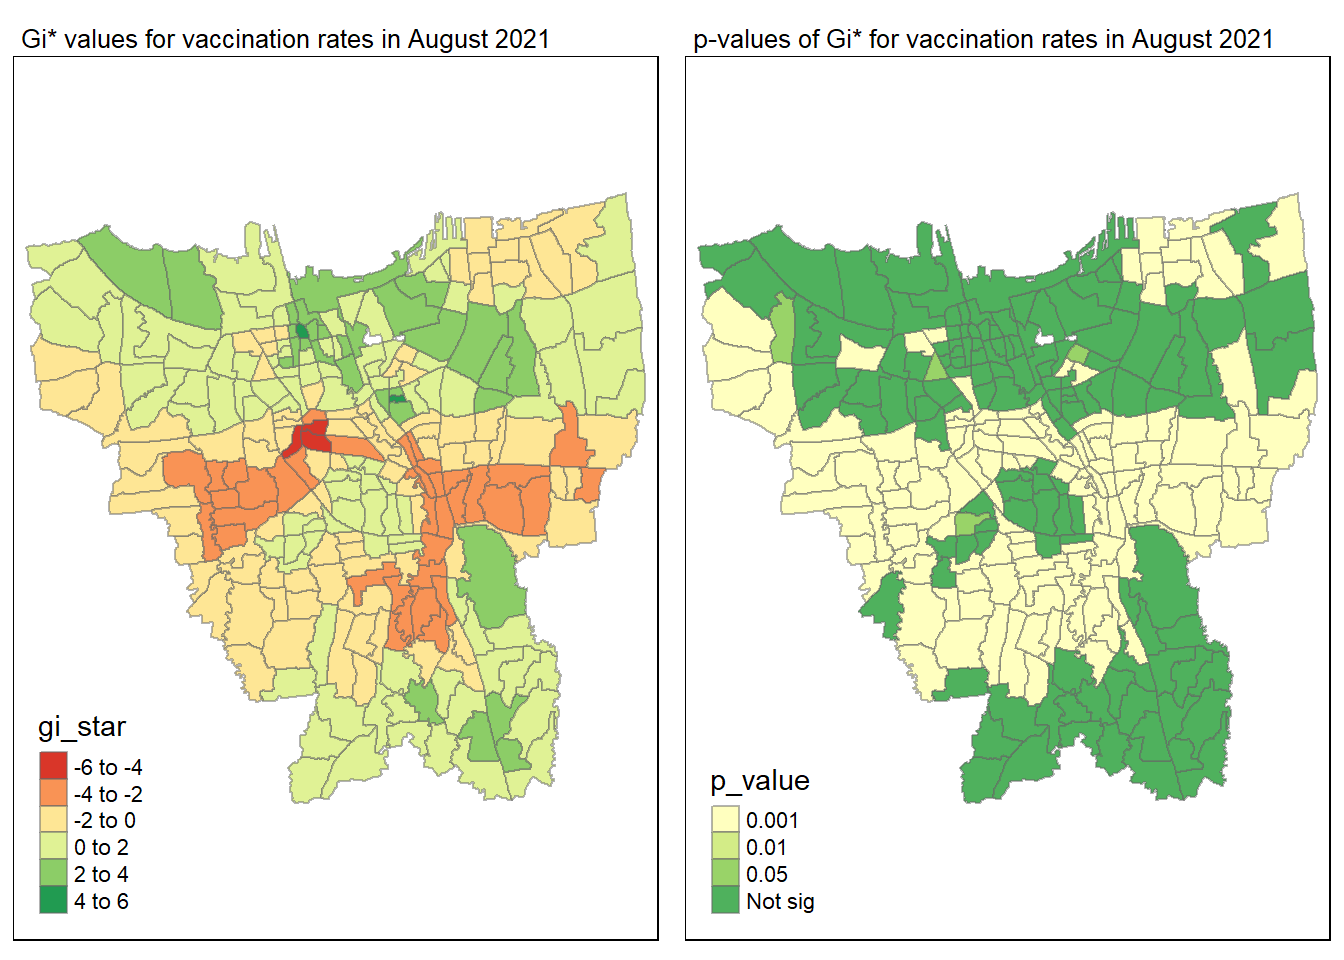 Gi* values for vaccination rates in August 2021
gi_star
-6 to -4
-4 to -2
-2 to 0
0 to 2
2 to 4
4 to 6
p-values of Gi* for vaccination rates in August 2021
p_value
0.001
0.01
0.05
Not sig